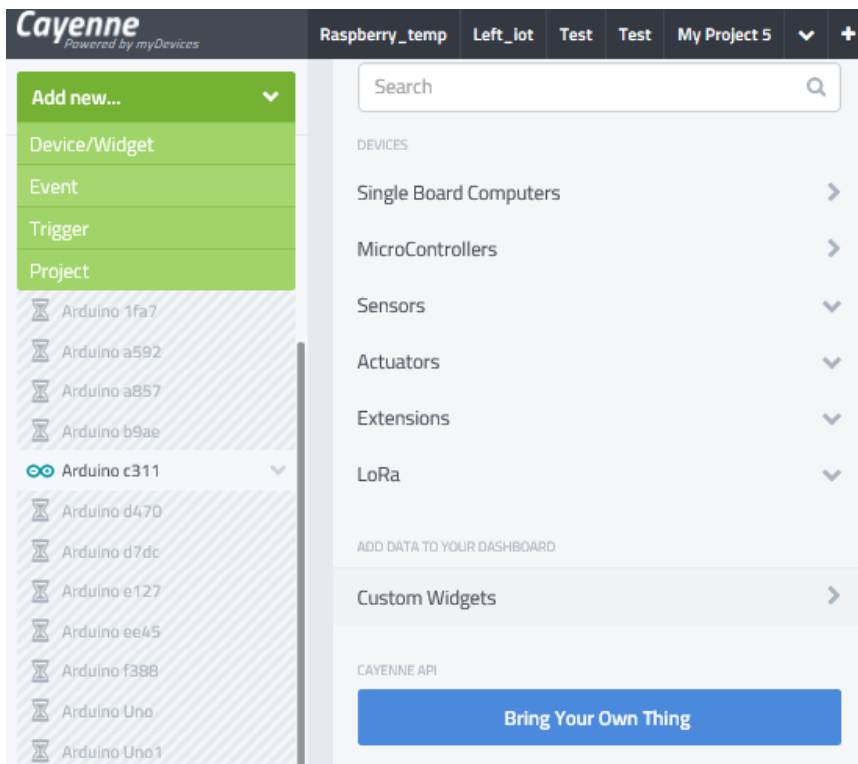 Cayenne
Powered by myDevices
Raspberry_temp Left_iot Test Test My Project 5
Add new...
Device/Widget
Event
Trigger
Project
Arduino 1fa7
Arduino a592
Arduino a857
Arduino b9ae
Arduino c311
Arduino d470
Arduino d7dc
Arduino e127
Arduino ee45
Arduino f388
Arduino Uno
Arduino Uno1
Search
DEVICES
Single Board Computers
MicroControllers
Sensors
Actuators
Extensions
LoRa
ADD DATA TO YOUR DASHBOARD
Custom Widgets
CAYENNE API
Bring Your Own Thing